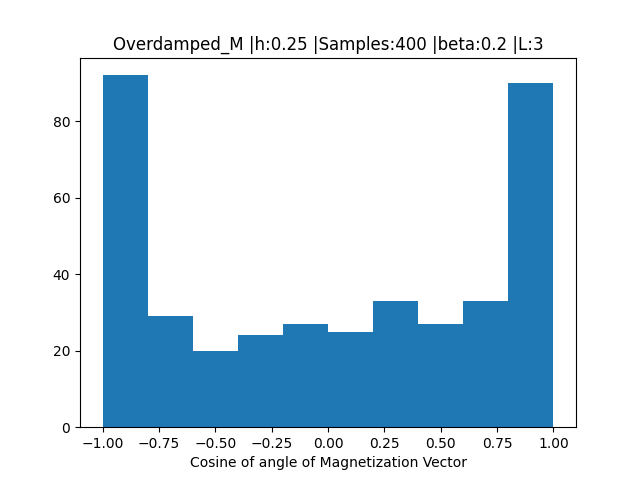 Overdamped_M |h:0.25 |Samples:400 |beta:0.2 |L:3
80
60
40
20
0
−1.00 −0.75 −0.50 −0.25 0.00 0.25 0.50 0.75 1.00
Cosine of angle of Magnetization Vector